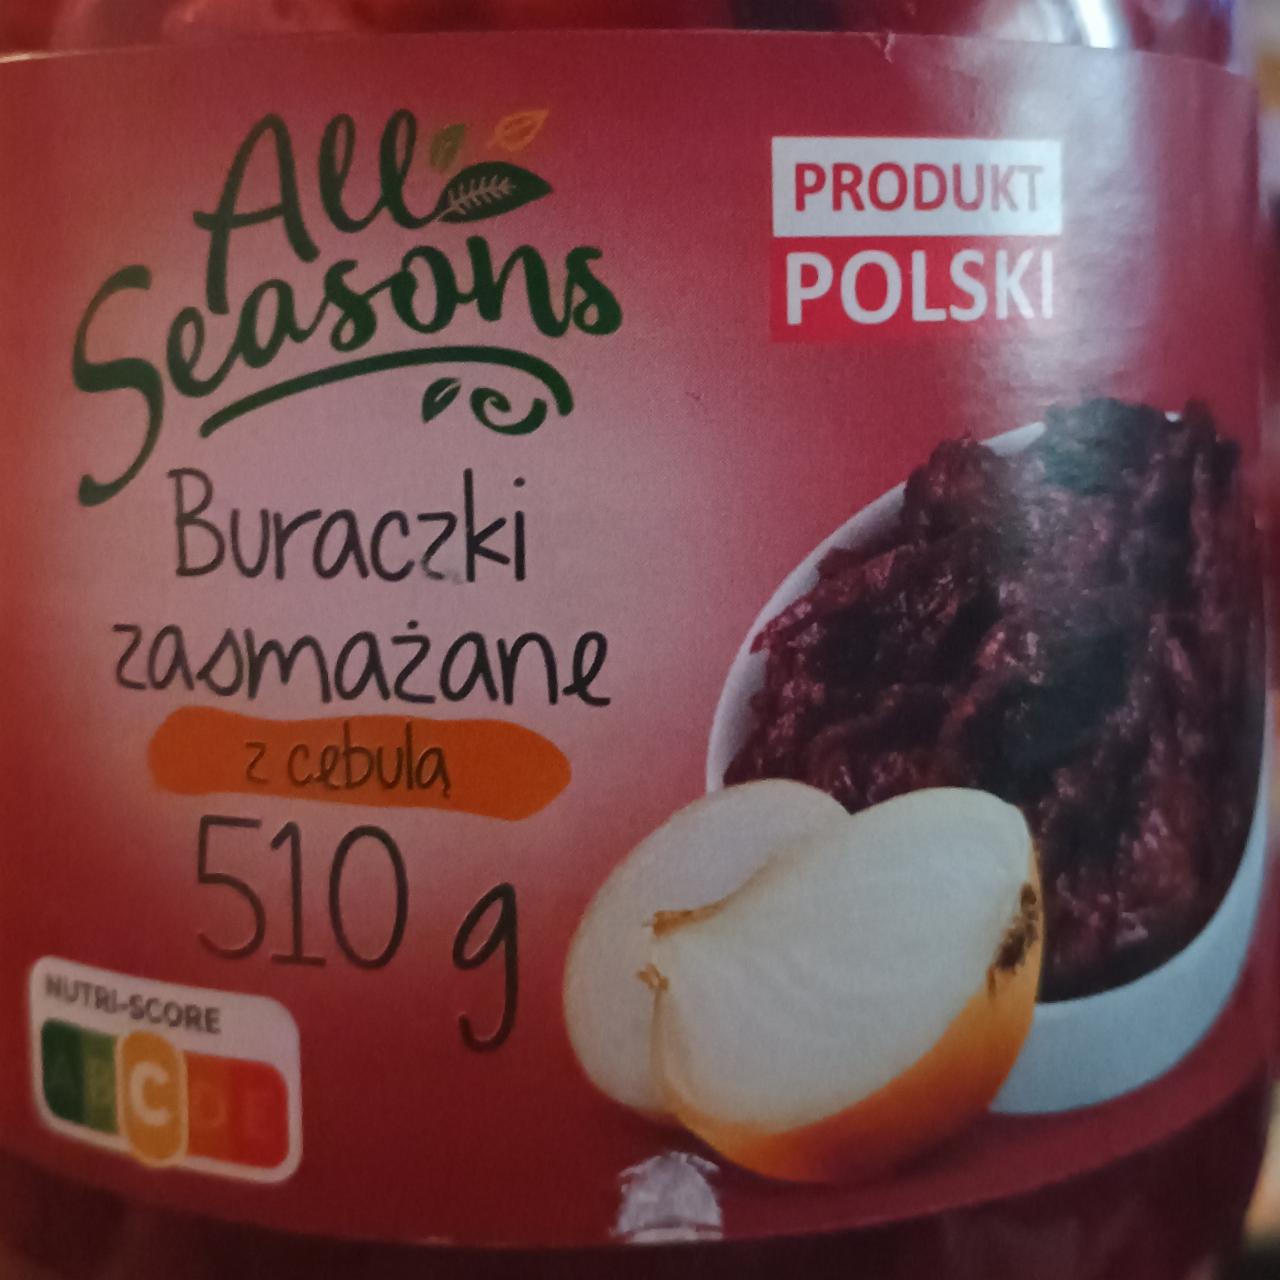 All
Seasons
PRODUKT
POLSKI
Buraczki
zasmażane
z cebulą
510 g
NUTRI-SCORE
A B C D E